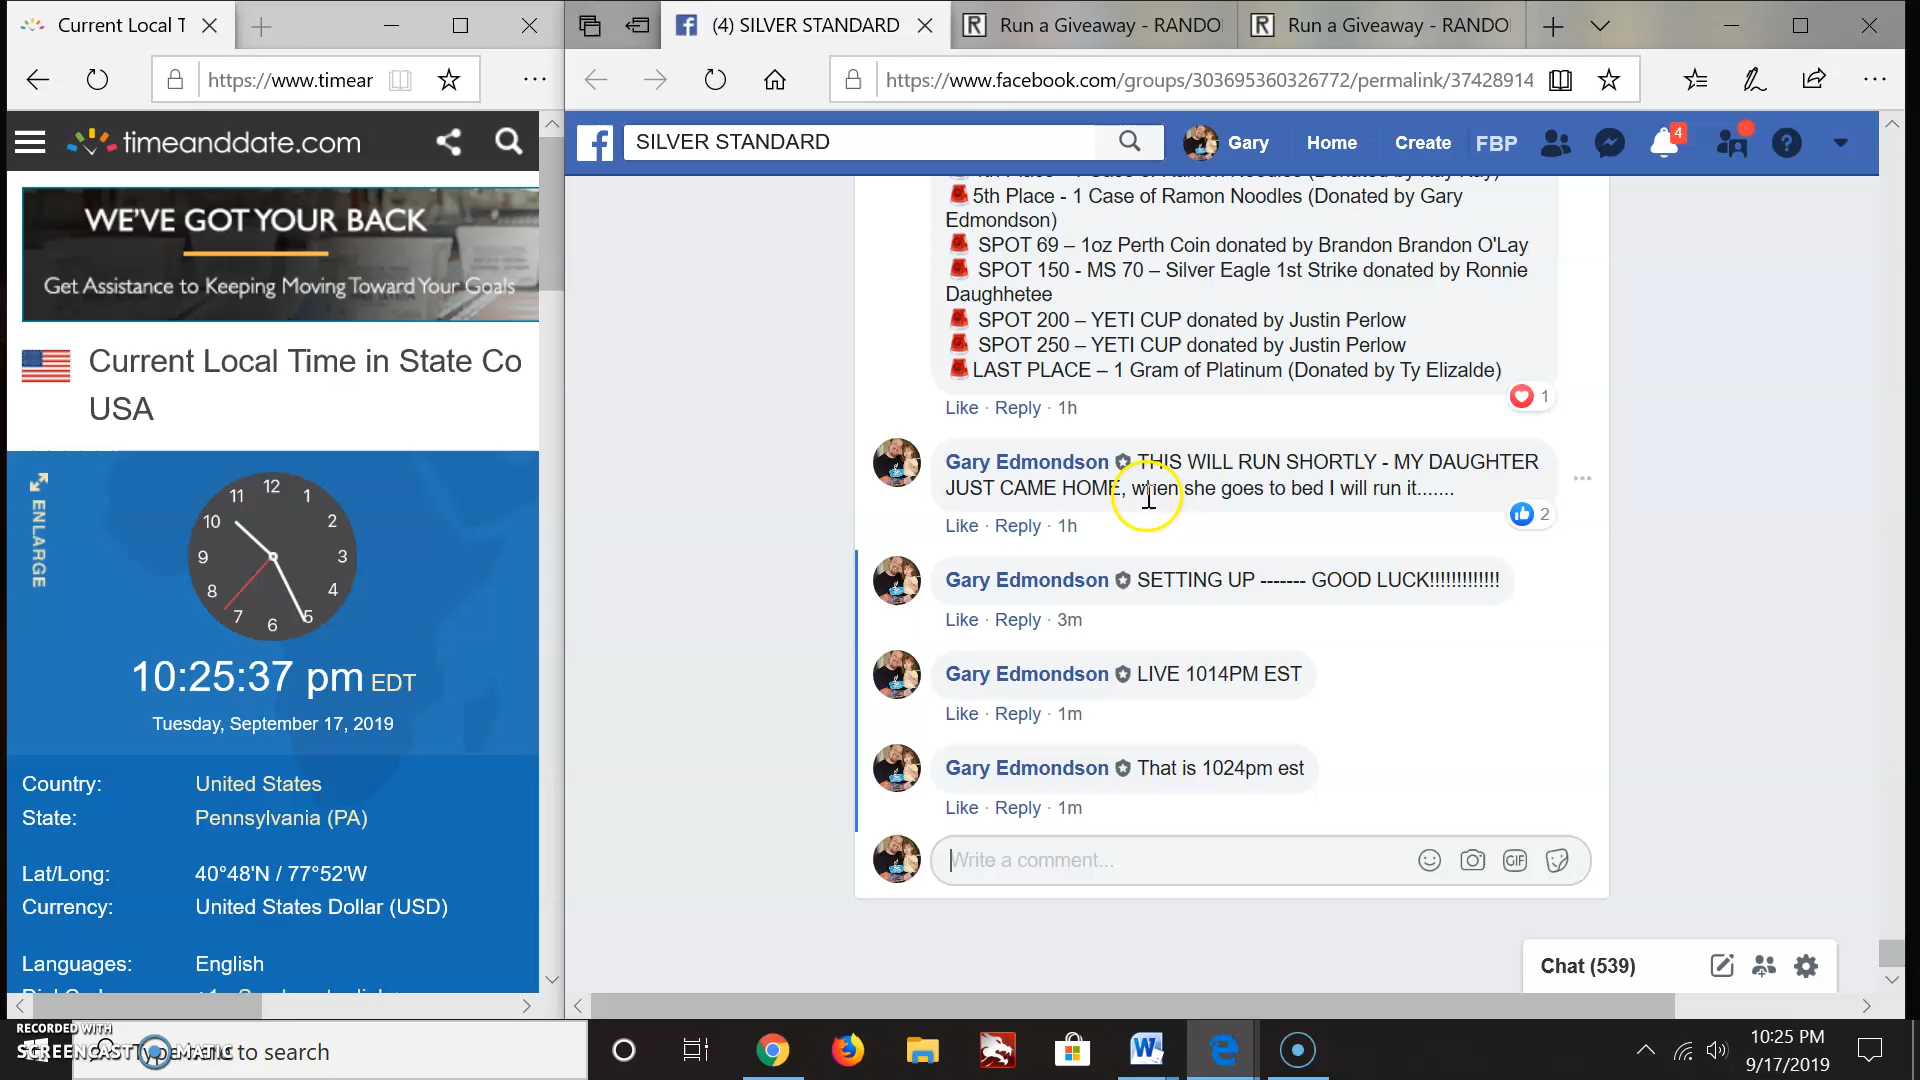 Current Local T
(4) SILVER STANDARD
Run a Giveaway - RANDO
Run a Giveaway - RANDO
https://www.timear
https://www.facebook.com/groups/303695360326772/permalink/37428914
timeanddate.com
WE'VE GOT YOUR BACK
Get Assistance to Keeping Moving Toward Your Goals
Current Local Time in State Co
USA
ENLARGE
12
1
2
3
4
5
6
7
8
9
10
11
10:25:37 pm EDT
Tuesday, September 17, 2019
Country: United States
State: Pennsylvania (PA)
Lat/Long: 40°48'N / 77°52'W
Currency: United States Dollar (USD)
Languages: English
SILVER STANDARD
Gary
Home
Create
FBP
4
5th Place - 1 Case of Ramon Noodles (Donated by Gary
Edmondson)
SPOT 69 – 1oz Perth Coin donated by Brandon Brandon O'Lay
SPOT 150 - MS 70 – Silver Eagle 1st Strike donated by Ronnie
Daughhetee
SPOT 200 – YETI CUP donated by Justin Perlow
SPOT 250 – YETI CUP donated by Justin Perlow
LAST PLACE – 1 Gram of Platinum (Donated by Ty Elizalde)
1
Like · Reply · 1h
Gary Edmondson THIS WILL RUN SHORTLY - MY DAUGHTER
JUST CAME HOME, when she goes to bed I will run it.......
2
Like · Reply · 1h
Gary Edmondson SETTING UP ------- GOOD LUCK!!!!!!!!!!!!!
Like · Reply · 3m
Gary Edmondson LIVE 1014PM EST
Like · Reply · 1m
Gary Edmondson That is 1024pm est
Like · Reply · 1m
Write a comment...
GIF
Chat (539)
RECORDED WITH
SCREENCAST MATIC
to search
10:25 PM
9/17/2019